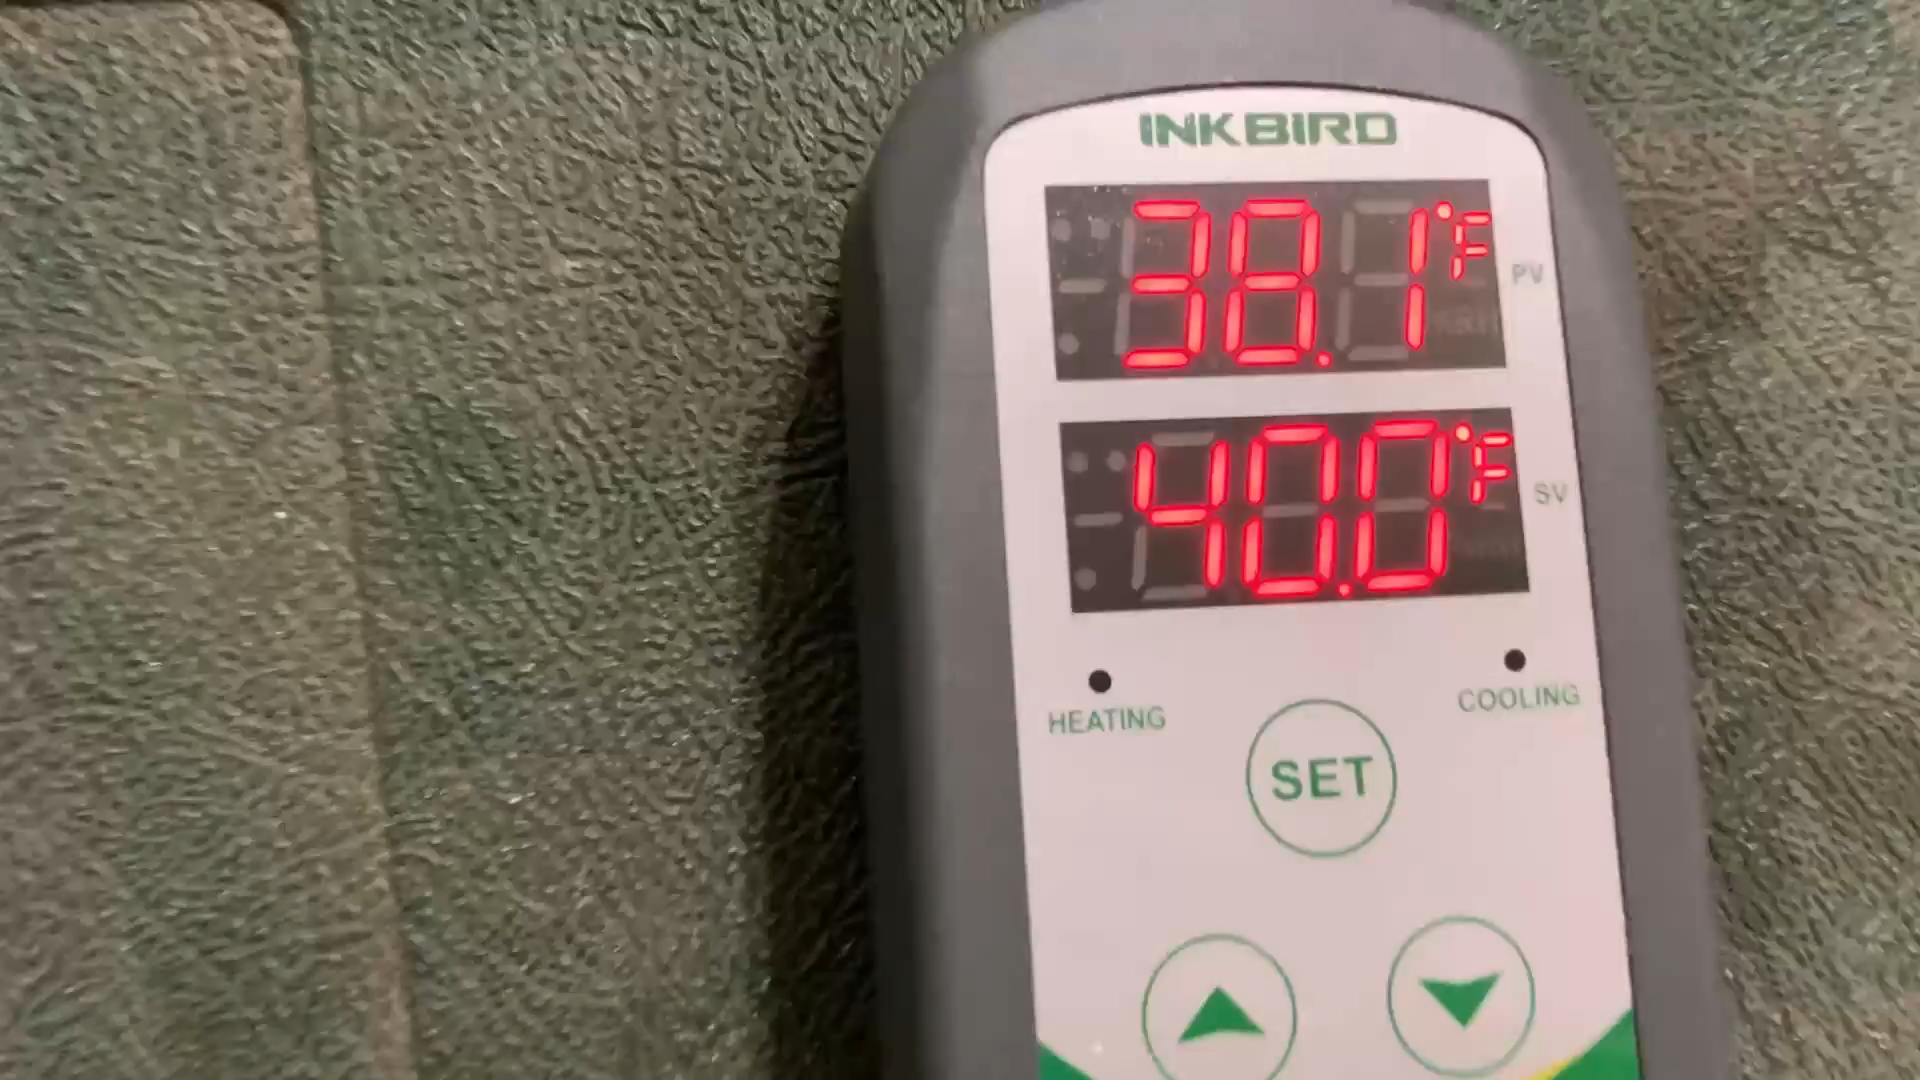 INKBIRD
38.1°F
PV
40.0°F
SV
HEATING
COOLING
SET